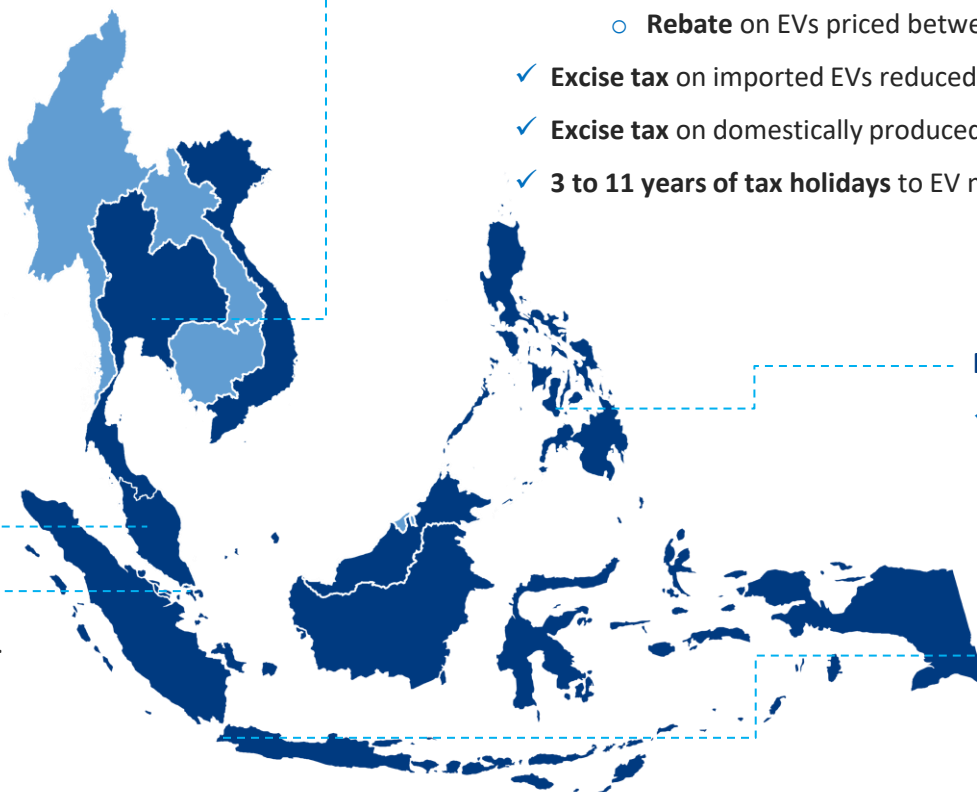 o Rebate on EVs priced betwe
✓ Excise tax on imported EVs reduced
✓ Excise tax on domestically produced
✓ 3 to 11 years of tax holidays to EV